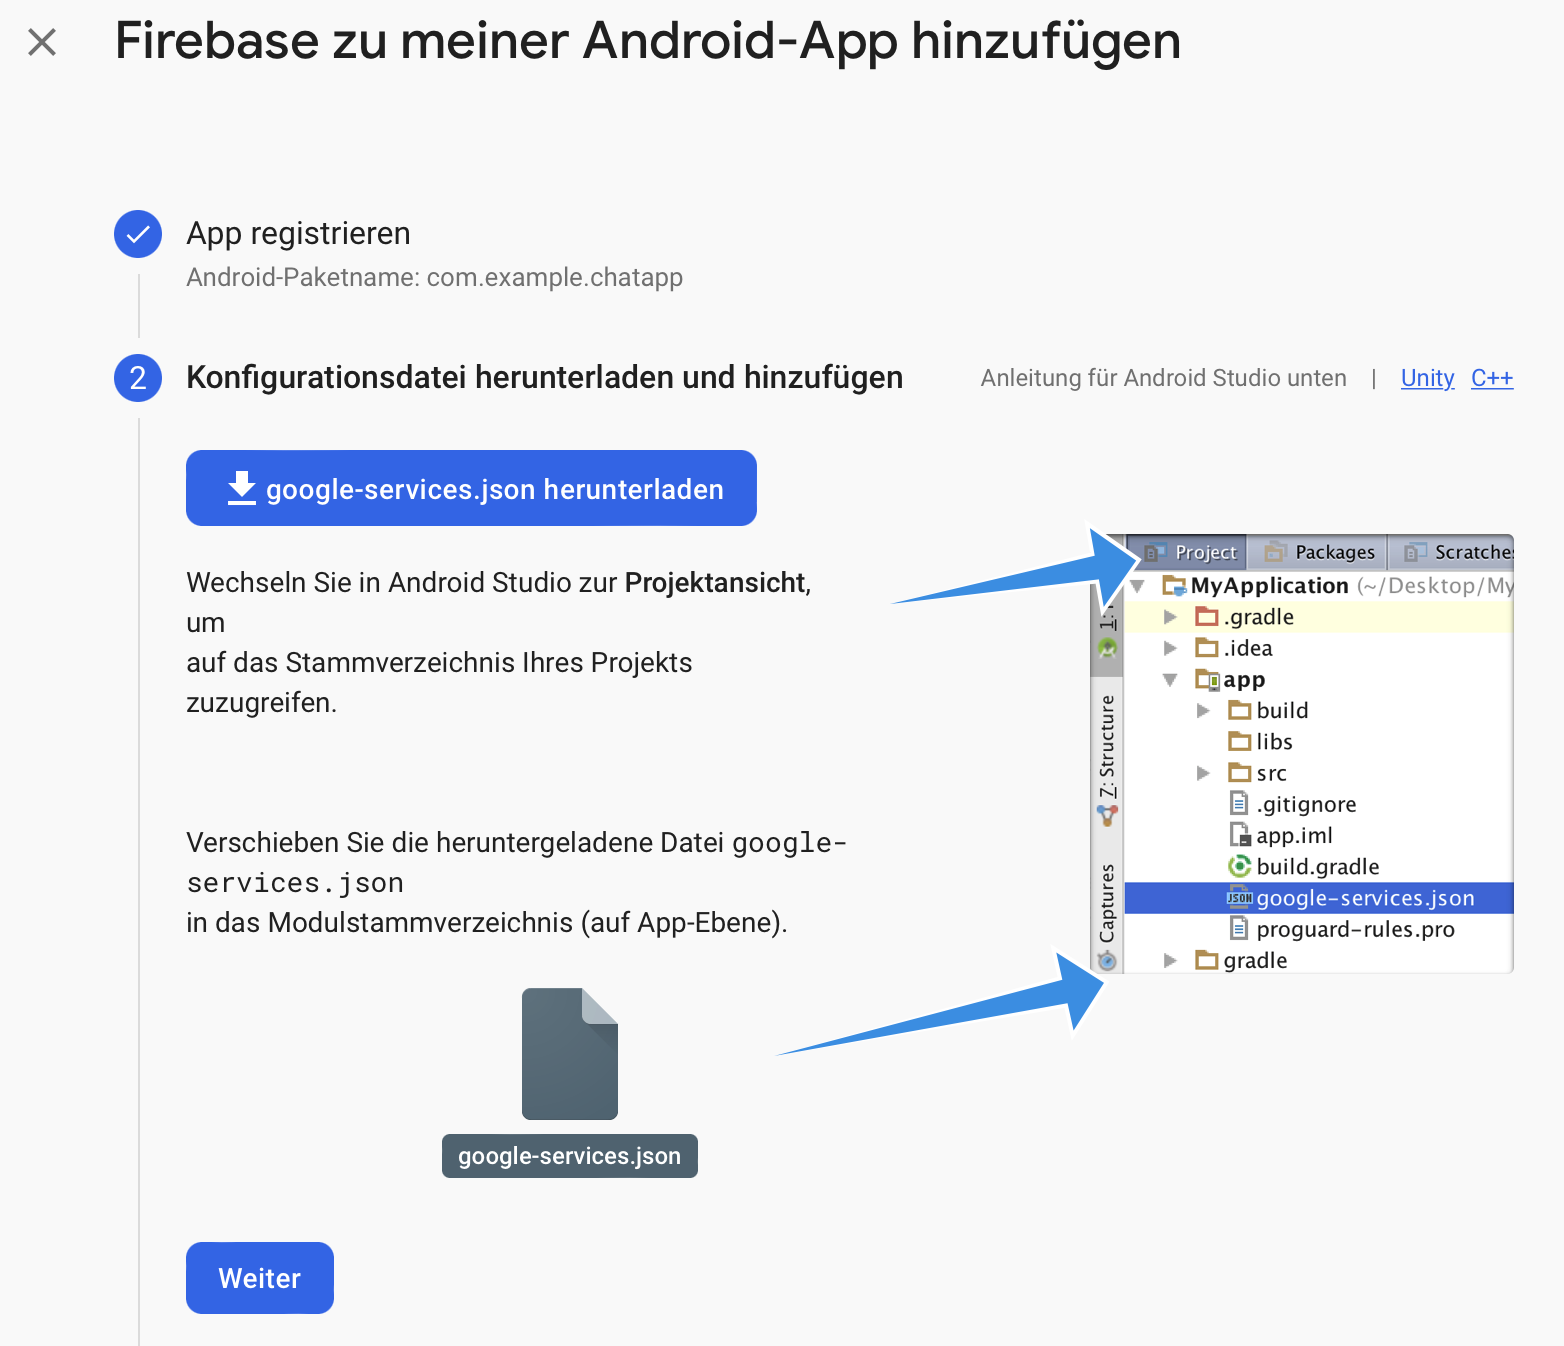 Firebase zu meiner Android-App hinzufügen
App registrieren
Android-Paketname: com.example.chatapp
2 Konfigurationsdatei herunterladen und hinzufügen
Anleitung für Android Studio unten | Unity C++
google-services.json herunterladen
Wechseln Sie in Android Studio zur Projektansicht,
um
auf das Stammverzeichnis Ihres Projekts
zuzugreifen.
Verschieben Sie die heruntergeladene Datei google-
services.json
in das Modulstammverzeichnis (auf App-Ebene).
google-services.json
Weiter
Project Packages Scratches
MyApplication (~/Desktop/My
.gradle
.idea
app
build
libs
src
.gitignore
app.iml
build.gradle
JSON google-services.json
proguard-rules.pro
gradle
1:
7: Structure
Captures